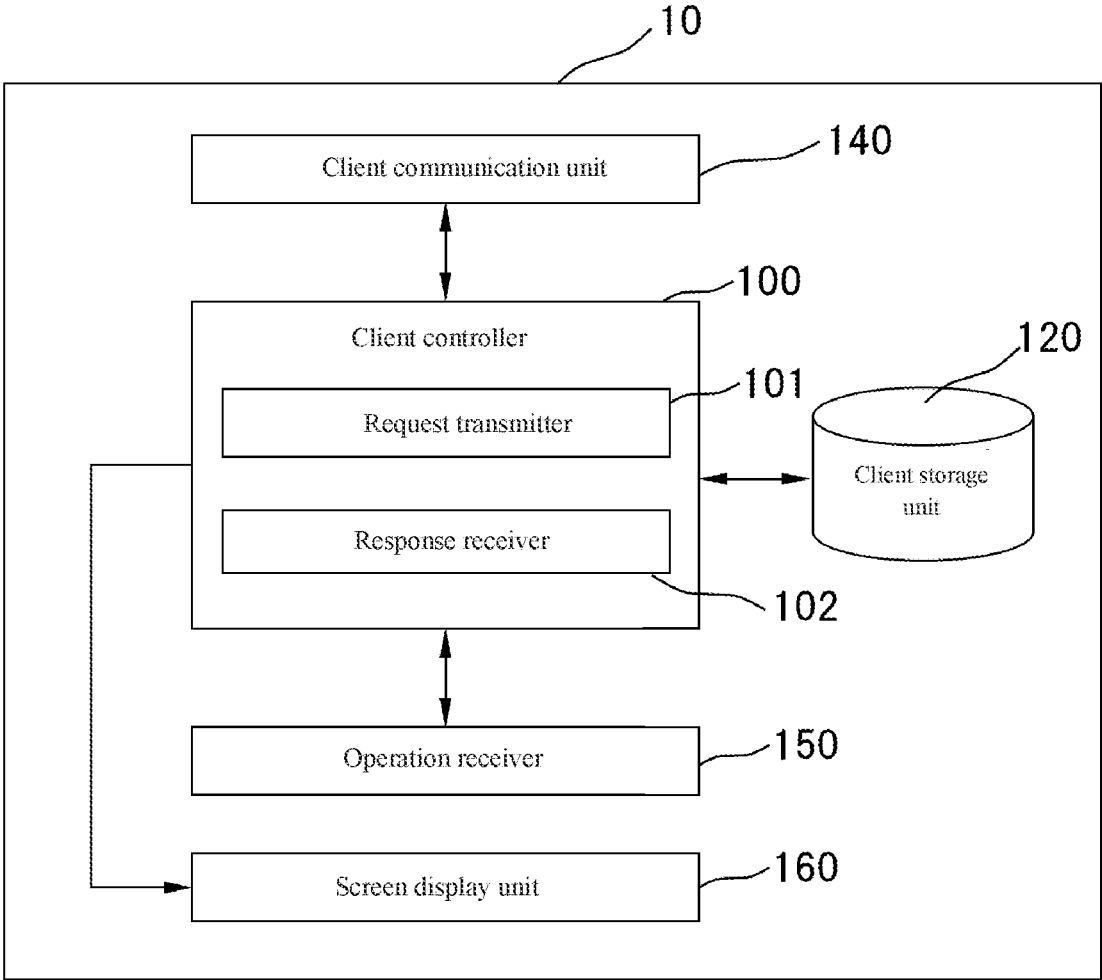 10
Client communication unit
140
100
Client controller
120
101
Request transmitter
Client storage
unit
Response receiver
102
Operation receiver
150
Screen display unit
160